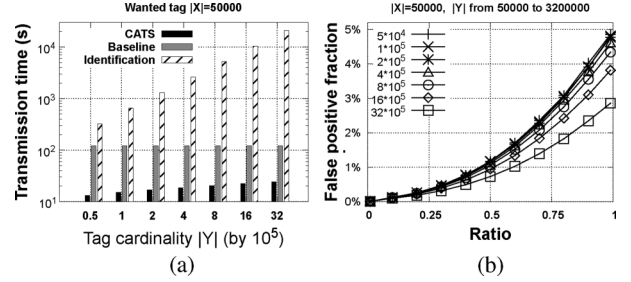 Wanted tag |X|=50000
CATS
Baseline
Identification
Transmission time (s)
10^4
10^3
10^2
10^1
0.5 1 2 4 8 16 32
Tag cardinality |Y| (by 10^5)
(a)
|X|=50000, |Y| from 50000 to 3200000
5*10^4
1*10^5
2*10^5
4*10^5
8*10^5
16*10^5
32*10^5
False positive fraction
5%
4%
3%
2%
1%
0
0 0.25 0.5 0.75 1
Ratio
(b)